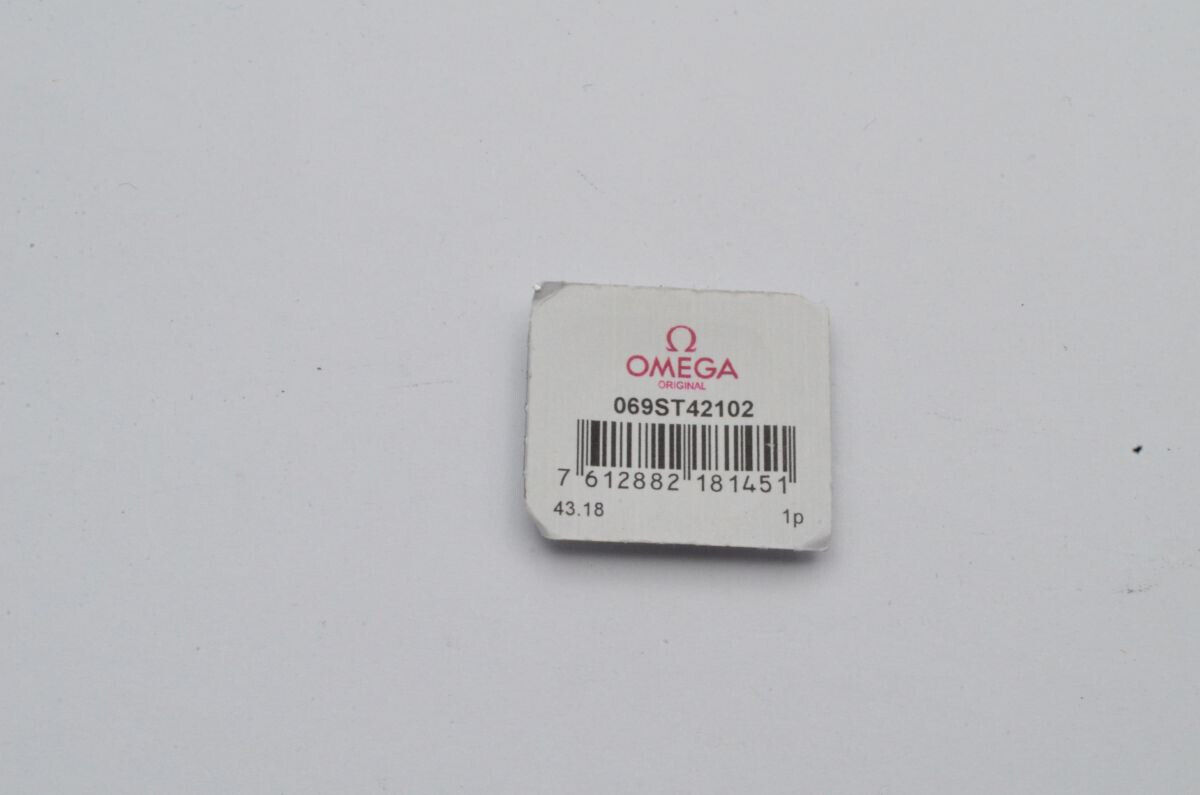 Ω
OMEGA
ORIGINAL
069ST42102
7 612882 181451
43.18 1p